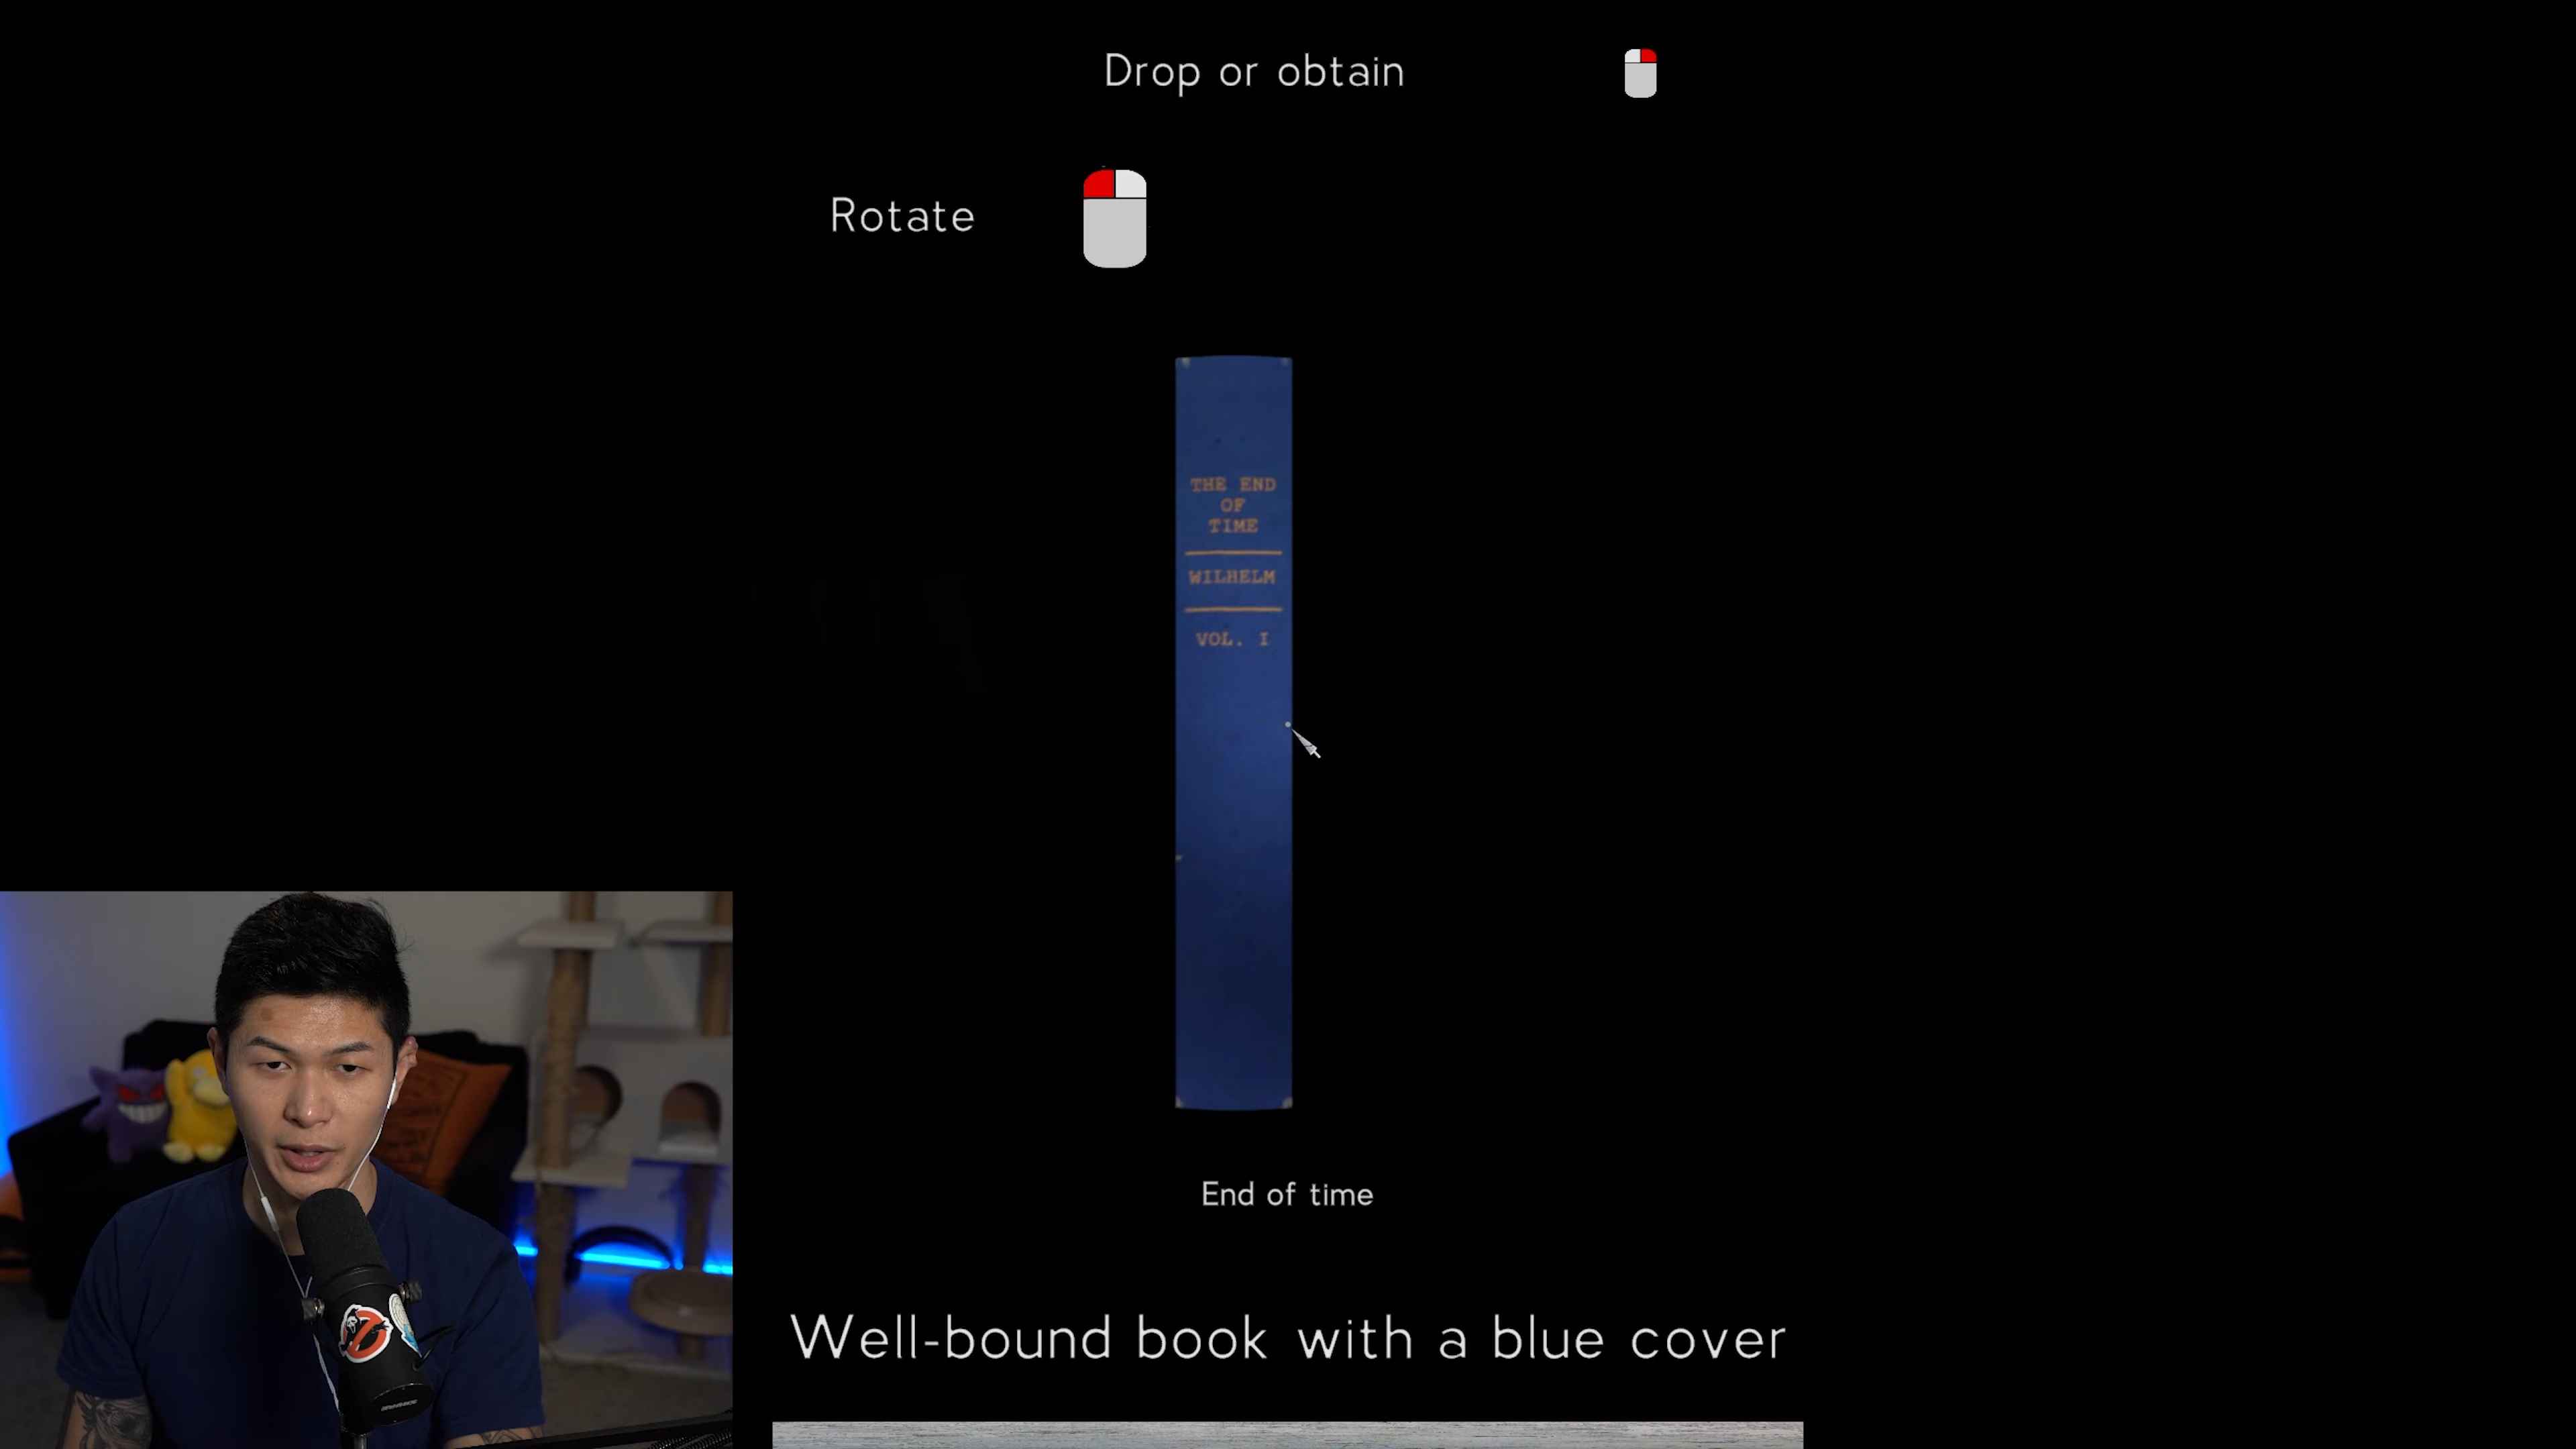 Drop or obtain
Rotate
THE END
OF
TIME
WILHELM
VOL. I
End of time
Well-bound book with a blue cover